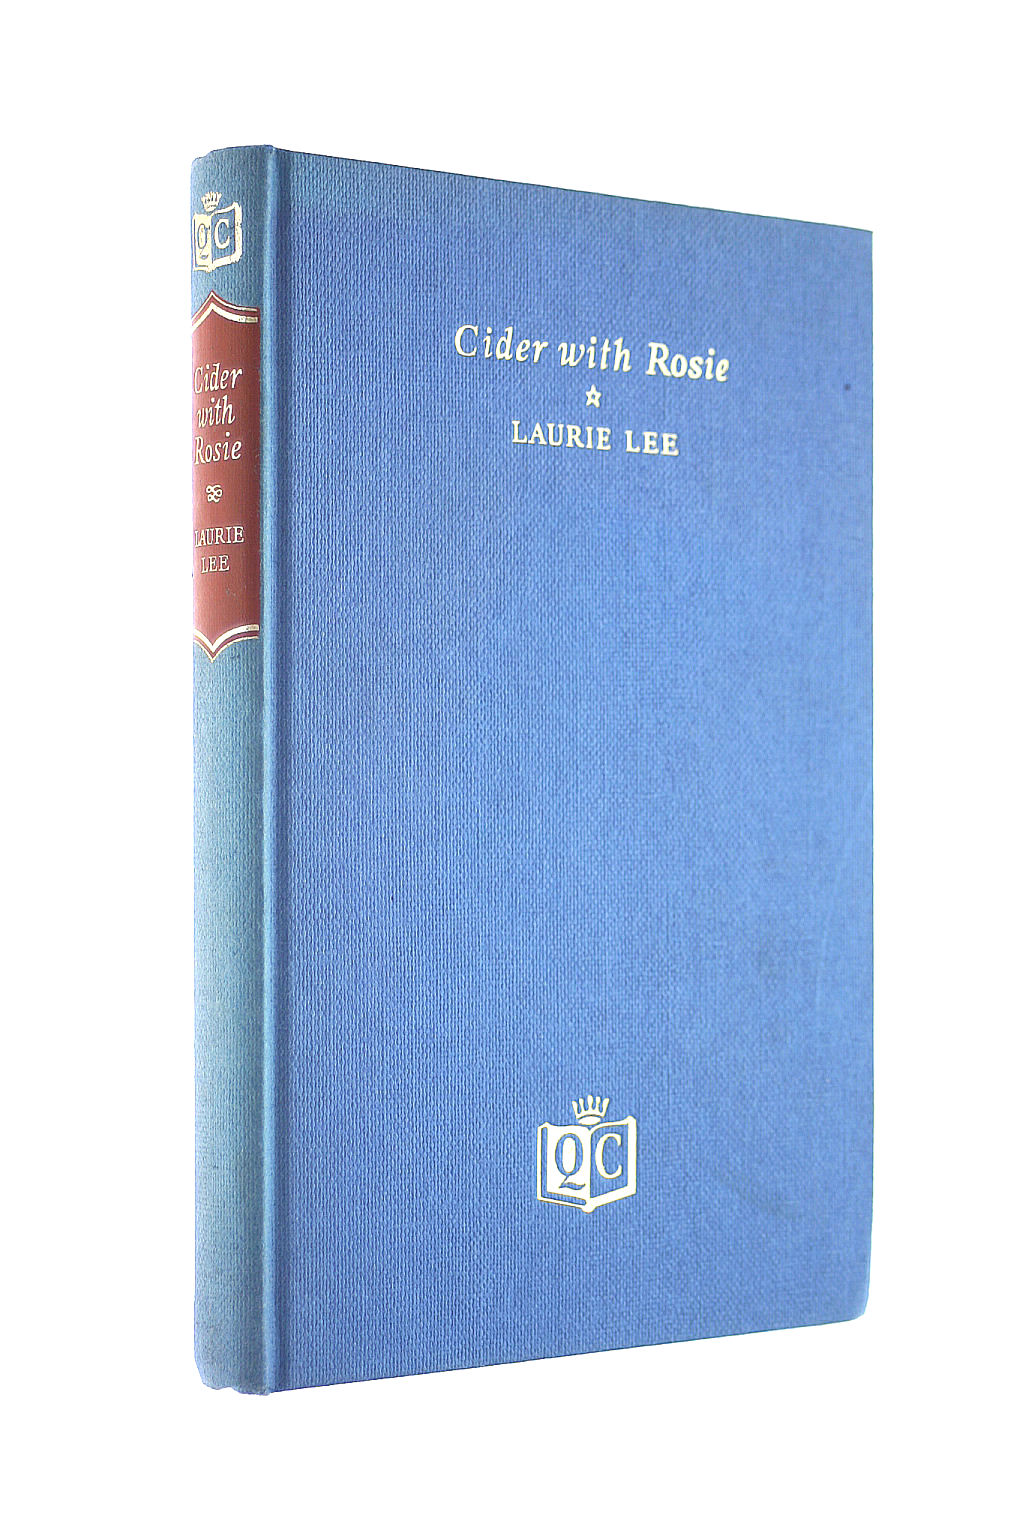 QC
Cider
with
Rosie
LAURIE
LEE
Cider with Rosie
LAURIE LEE
QC